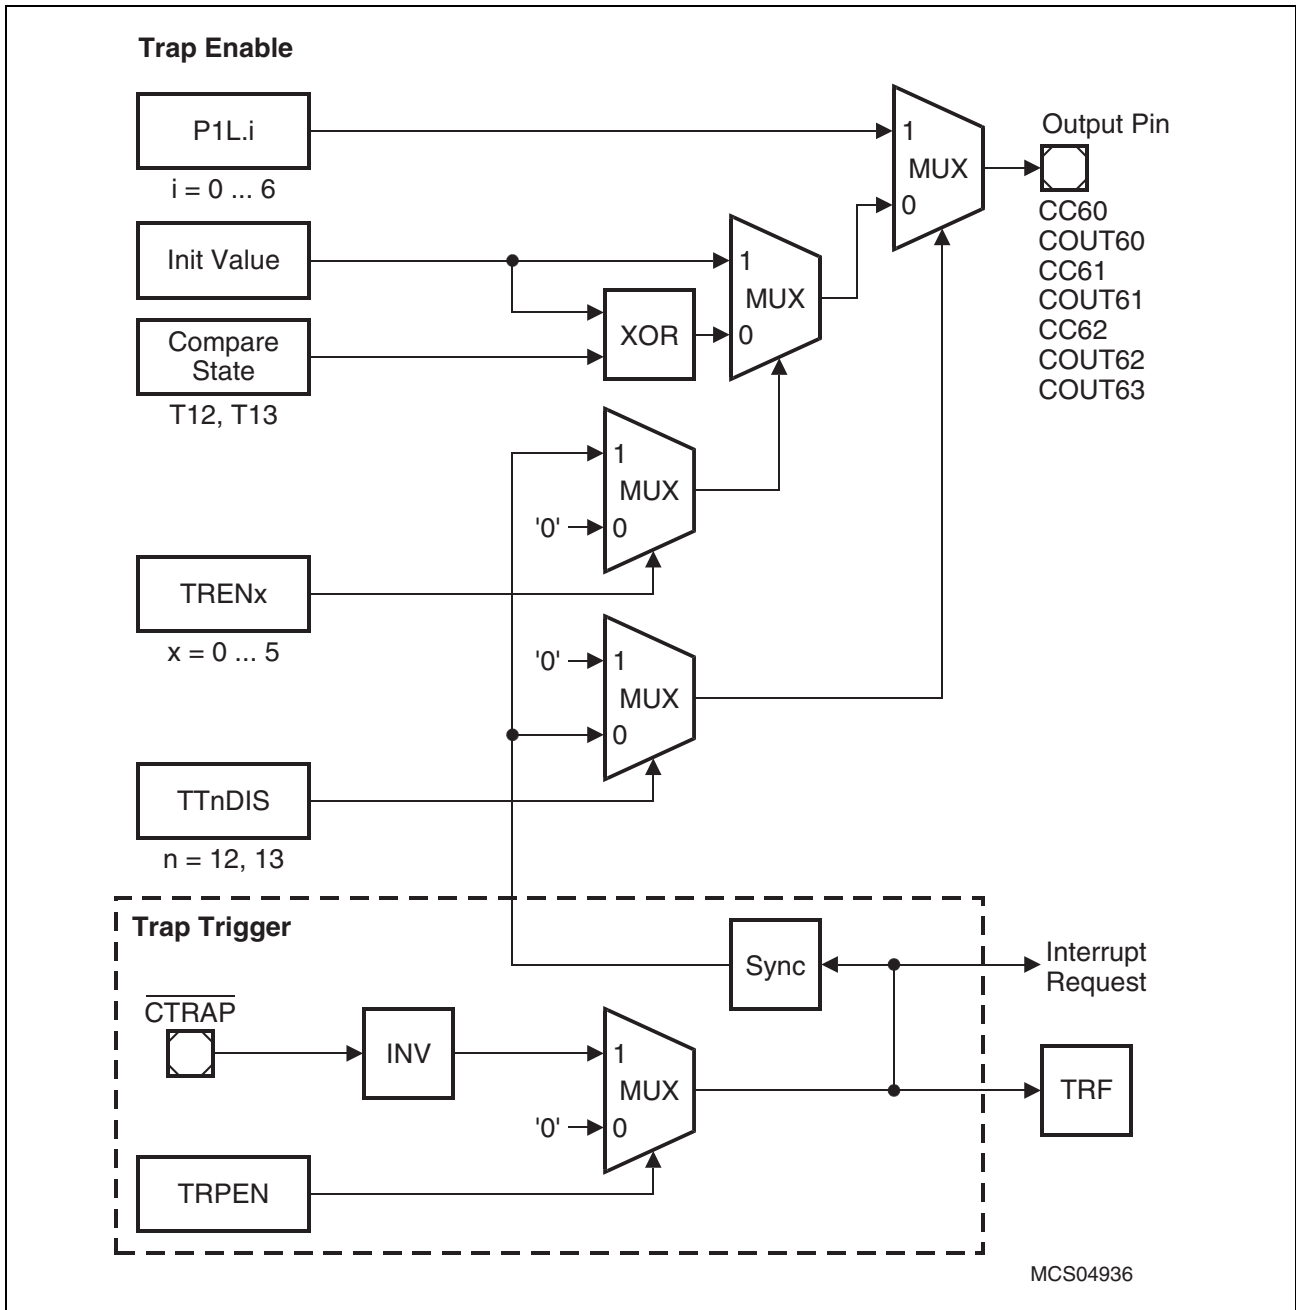 Trap Enable
P1L.i
i = 0 ... 6
1
MUX
0
Output Pin
CC60
COUT60
CC61
COUT61
CC62
COUT62
COUT63
Init Value
1
MUX
0
XOR
Compare
State
T12, T13
1
MUX
'0'
0
TRENx
x = 0 ... 5
'0'
1
MUX
0
TTnDIS
n = 12, 13
Trap Trigger
Sync
Interrupt
Request
CTRAP
INV
1
MUX
'0'
0
TRF
TRPEN
MCS04936